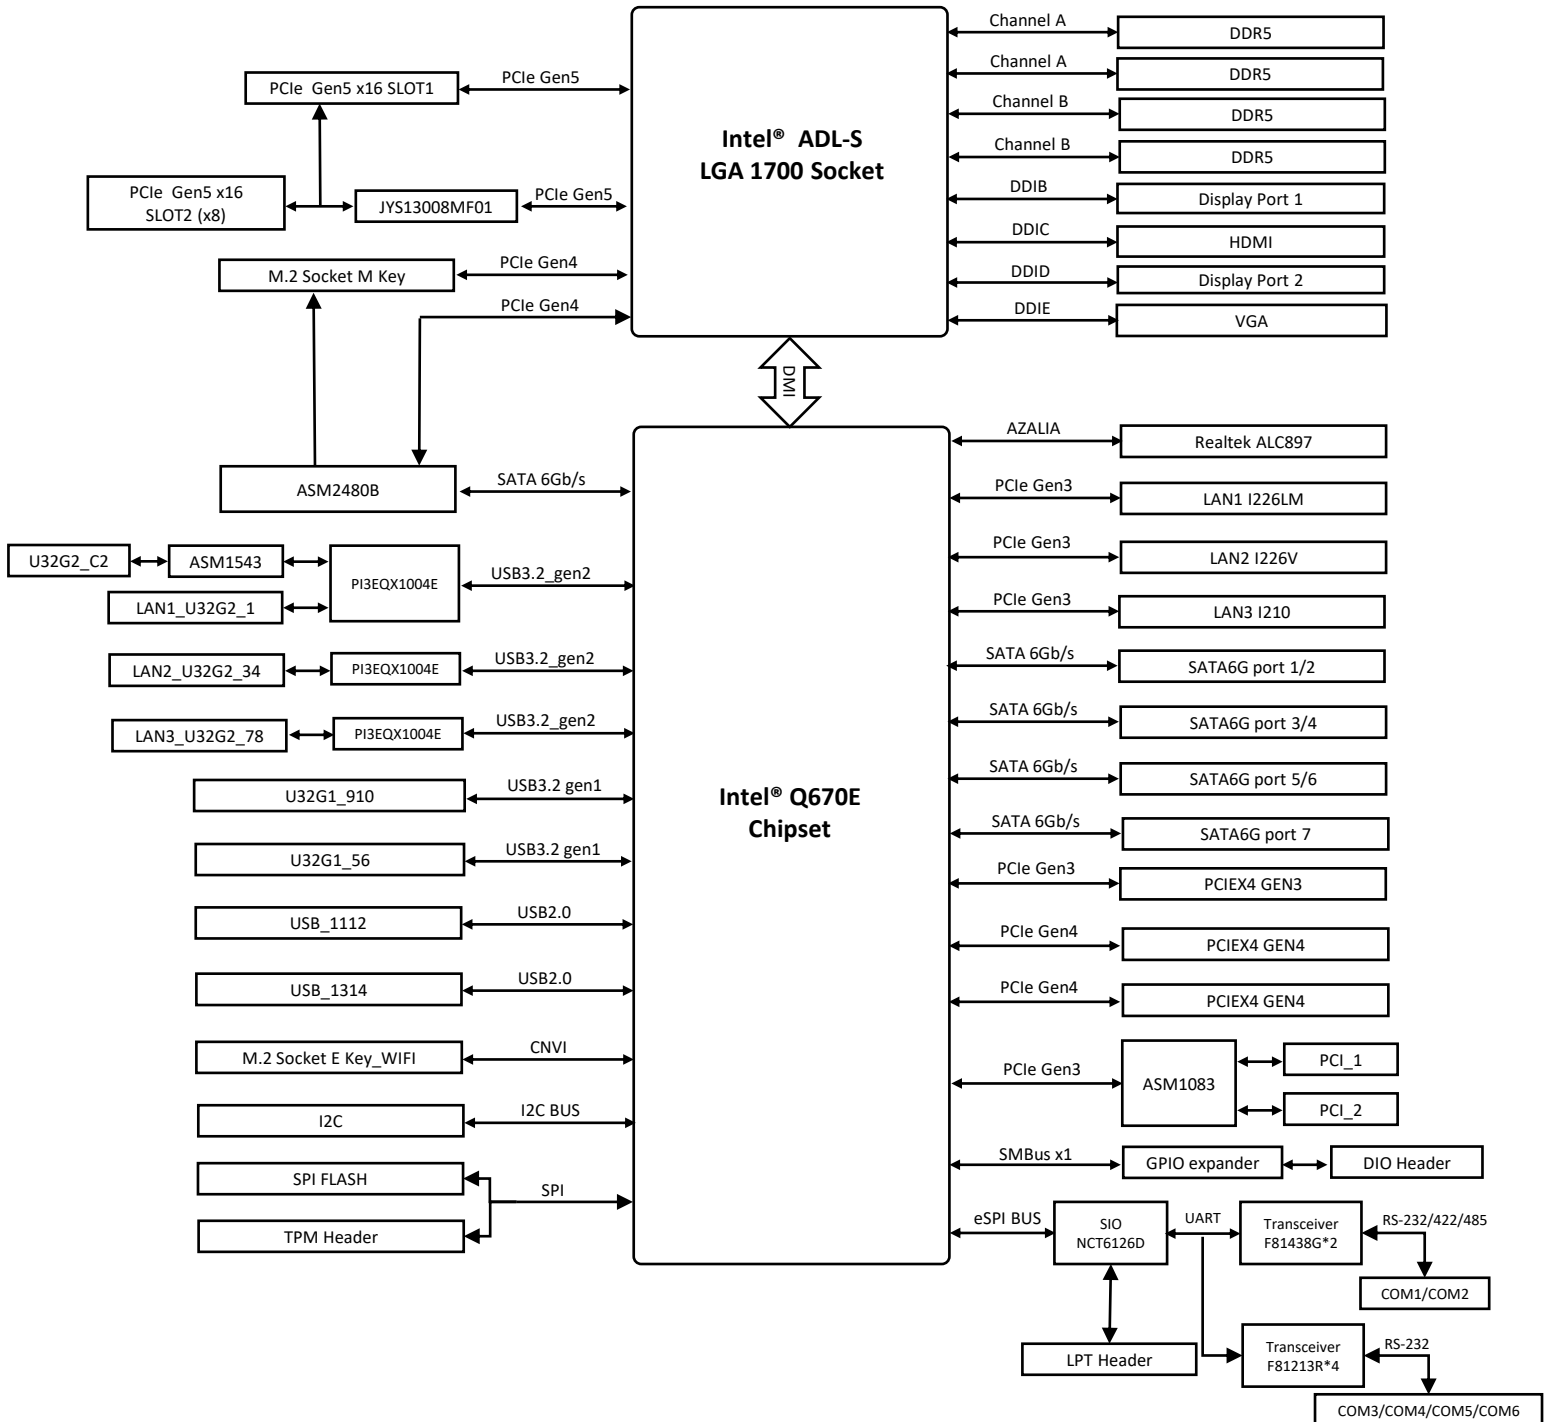 Channel A
DDR5
PCIe Gen5 x16 SLOT1
PCIe Gen5
Channel A
DDR5
Channel B
DDR5
Intel® ADL-S
LGA 1700 Socket
Channel B
DDR5
PCIe Gen5 x16
SLOT2 (x8)
JYS13008MF01
PCIe Gen5
DDIB
Display Port 1
DDIC
HDMI
M.2 Socket M Key
PCIe Gen4
DDID
Display Port 2
PCIe Gen4
DDIE
VGA
DMI
AZALIA
Realtek ALC897
ASM2480B
SATA 6Gb/s
PCIe Gen3
LAN1 I226LM
U32G2_C2
ASM1543
PI3EQX1004E
USB3.2_gen2
LAN1_U32G2_1
PCIe Gen3
LAN2 I226V
PCIe Gen3
LAN3 I210
LAN2_U32G2_34
PI3EQX1004E
USB3.2_gen2
SATA 6Gb/s
SATA6G port 1/2
LAN3_U32G2_78
PI3EQX1004E
USB3.2_gen2
SATA 6Gb/s
SATA6G port 3/4
U32G1_910
USB3.2 gen1
Intel® Q670E
Chipset
SATA 6Gb/s
SATA6G port 5/6
U32G1_56
USB3.2 gen1
SATA 6Gb/s
SATA6G port 7
PCIe Gen3
PCIEX4 GEN3
USB_1112
USB2.0
PCIe Gen4
PCIEX4 GEN4
USB_1314
USB2.0
PCIe Gen4
PCIEX4 GEN4
M.2 Socket E Key_WIFI
CNVI
PCIe Gen3
ASM1083
PCI_1
PCI_2
I2C
I2C BUS
SMBus x1
GPIO expander
DIO Header
SPI FLASH
SPI
TPM Header
eSPI BUS
SIO
NCT6126D
UART
Transceiver
F81438G*2
RS-232/422/485
COM1/COM2
LPT Header
Transceiver
F81213R*4
RS-232
COM3/COM4/COM5/COM6